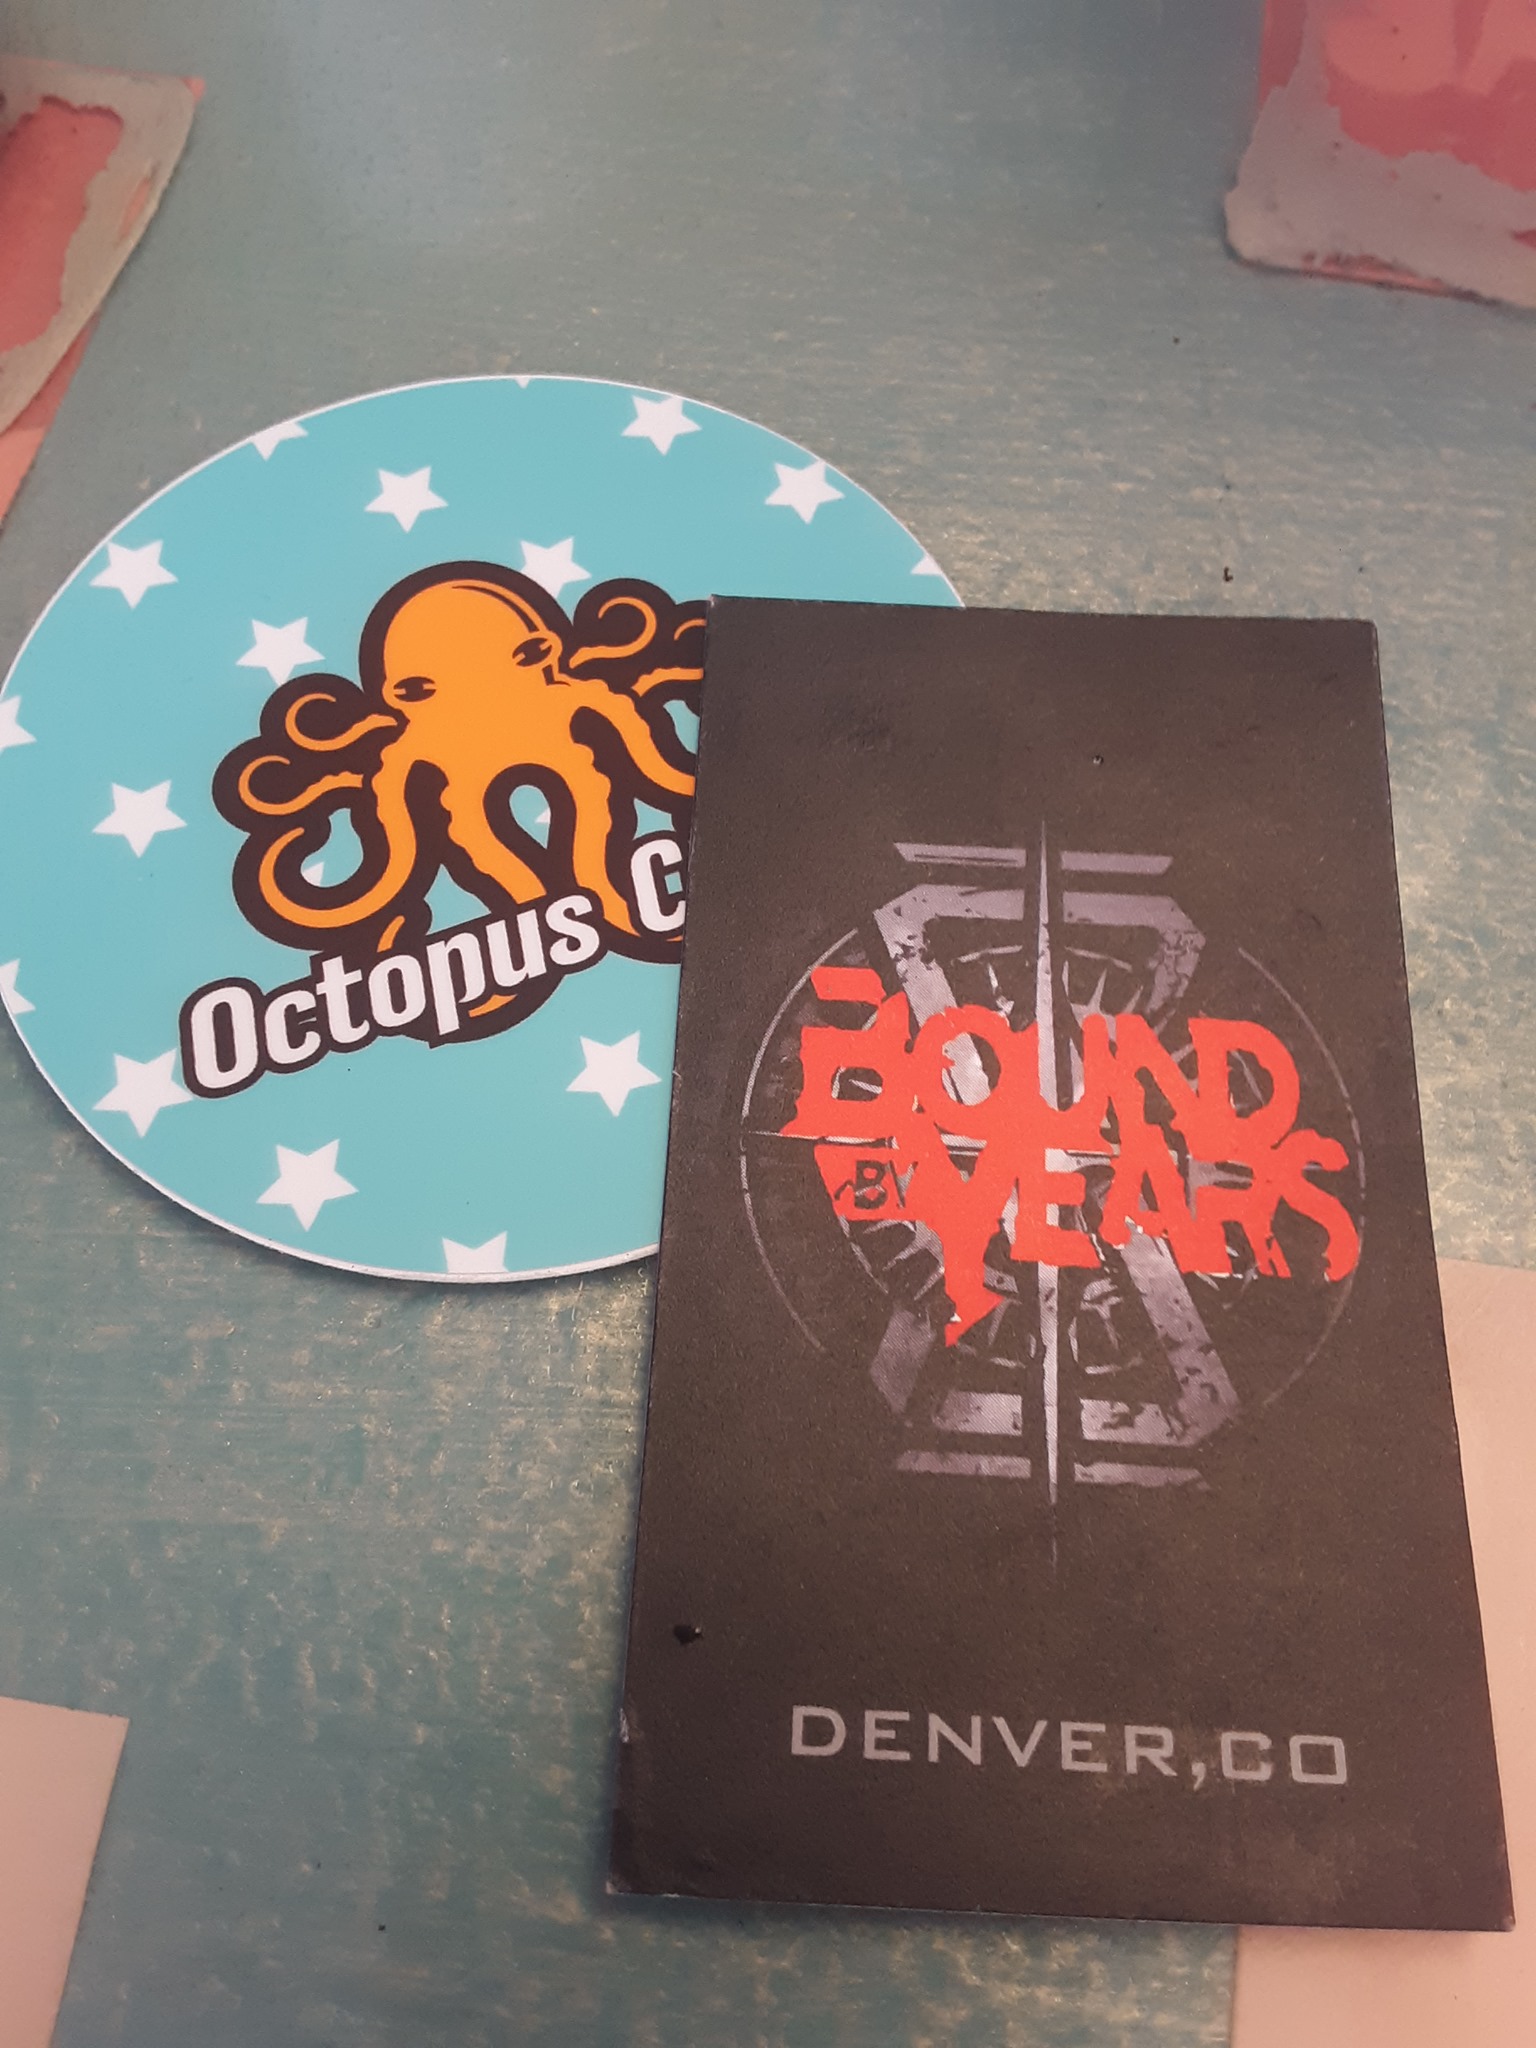 Octopus C
BOUND
BY YEARS
DENVER,CO